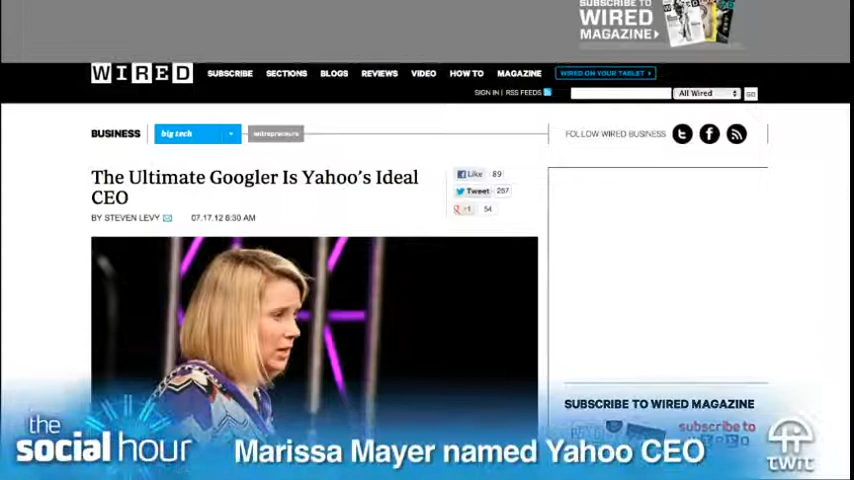 SUBSCRIBE TO
WIRED
MAGAZINE
WIRED SUBSCRIBE SECTIONS BLOGS REVIEWS VIDEO HOW TO MAGAZINE WIRED ON YOUR TABLET
SIGN IN | RSS FEEDS All Wired GO
BUSINESS big tech entrepreneurs FOLLOW WIRED BUSINESS
The Ultimate Googler Is Yahoo's Ideal
CEO
BY STEVEN LEVY 07.17.12 6:30 AM
Like 89
Tweet 257
+1 54
SUBSCRIBE TO WIRED MAGAZINE
subscribe to
WIRED
the
social hour
Marissa Mayer named Yahoo CEO
TWiT